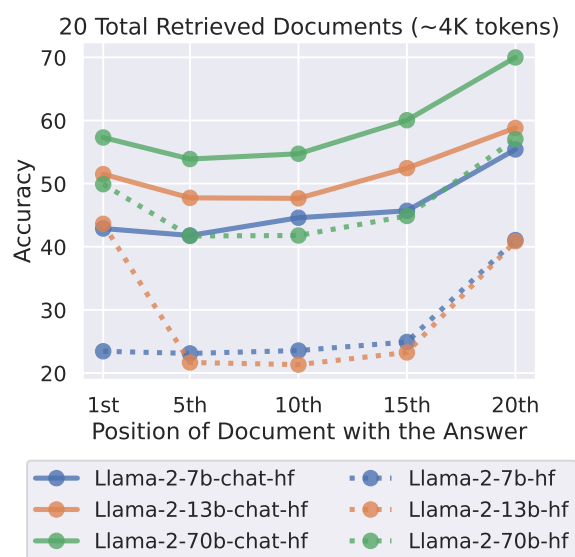 20 Total Retrieved Documents (~4K tokens)
70
60
50
40
30
20
Accuracy
1st 5th 10th 15th 20th
Position of Document with the Answer
Llama-2-7b-chat-hf Llama-2-7b-hf
Llama-2-13b-chat-hf Llama-2-13b-hf
Llama-2-70b-chat-hf Llama-2-70b-hf